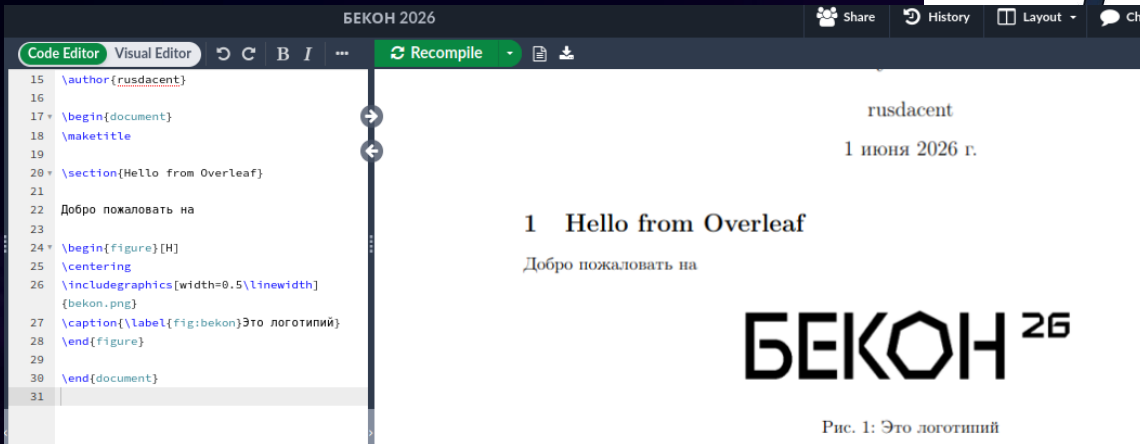 БЕКОН 2026
Share
History
Layout
Code Editor
Visual Editor
B
I
Recompile
15 \author{rusdacent}
16
17 \begin{document}
18 \maketitle
19
20 \section{Hello from Overleaf}
21
22 Добро пожаловать на
23
24 \begin{figure}[H]
25 \centering
26 \includegraphics[width=0.5\linewidth]
{bekon.png}
27 \caption{\label{fig:bekon}Это логотипий}
28 \end{figure}
29
30 \end{document}
31
rusdacent
1 июня 2026 г.
1 Hello from Overleaf
Добро пожаловать на
БЕКОН 26
Рис. 1: Это логотипий